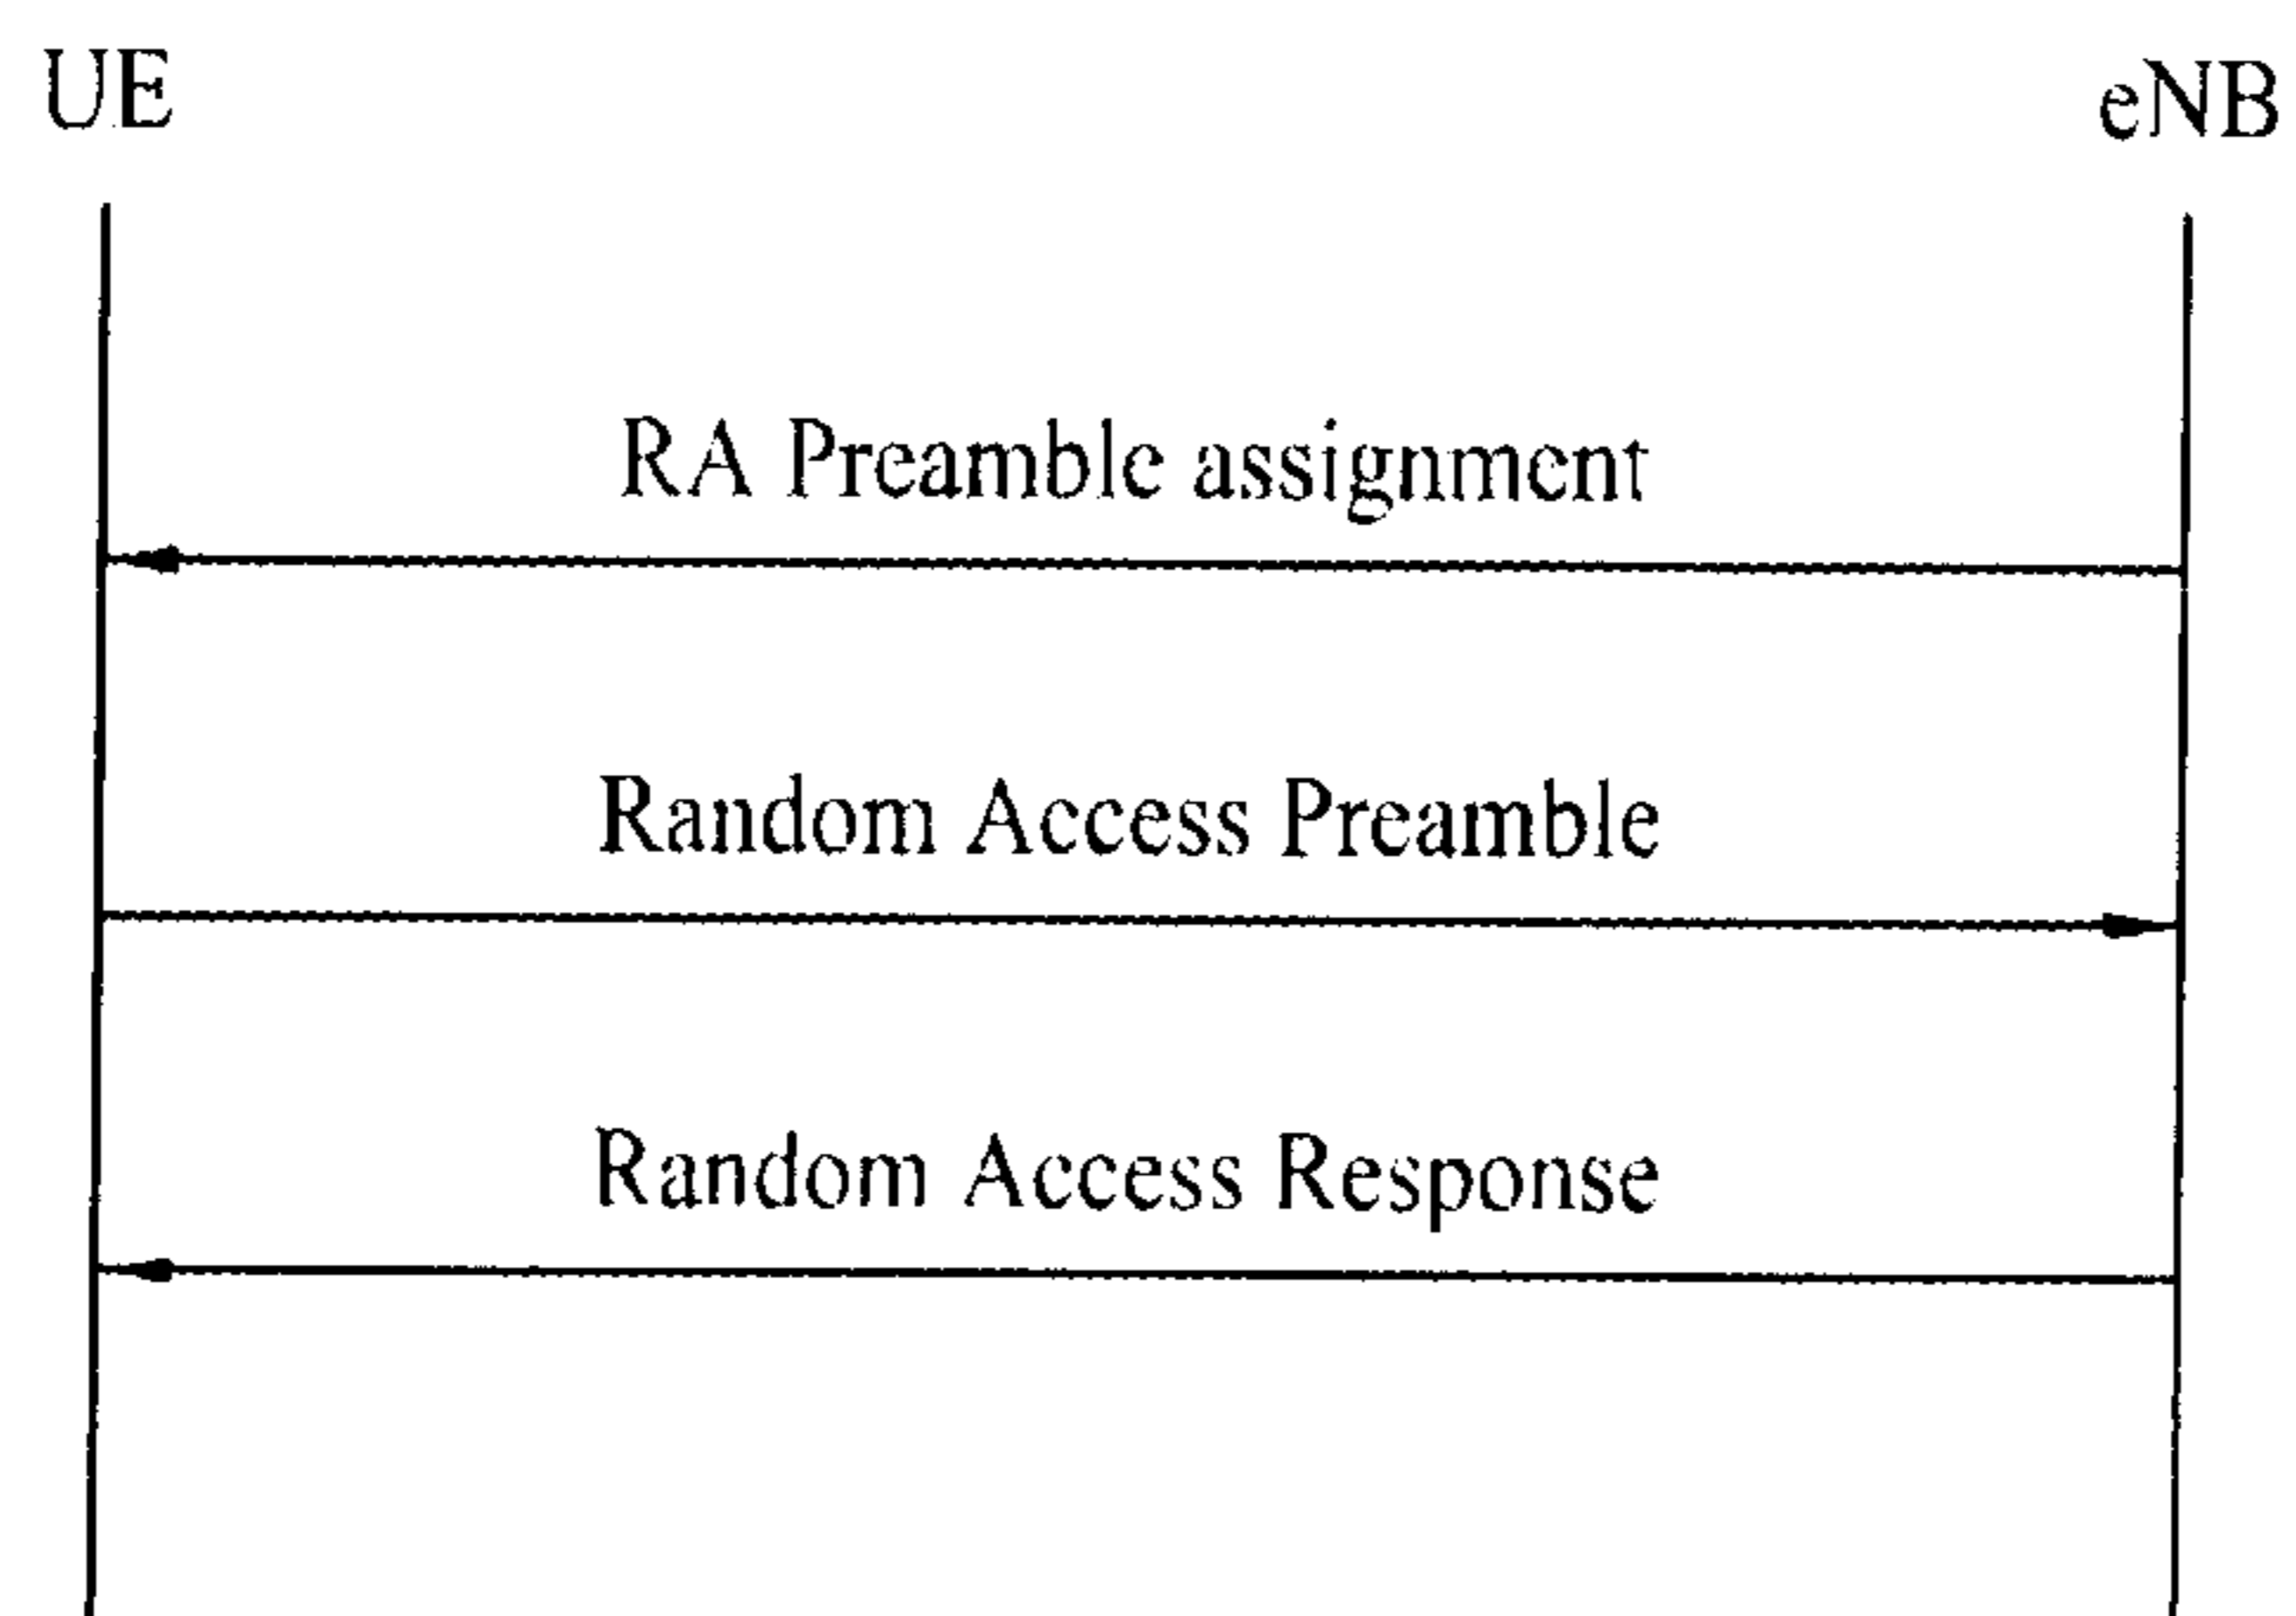 UE
eNB
RA Preamble assignment
Random Access Preamble
Random Access Response